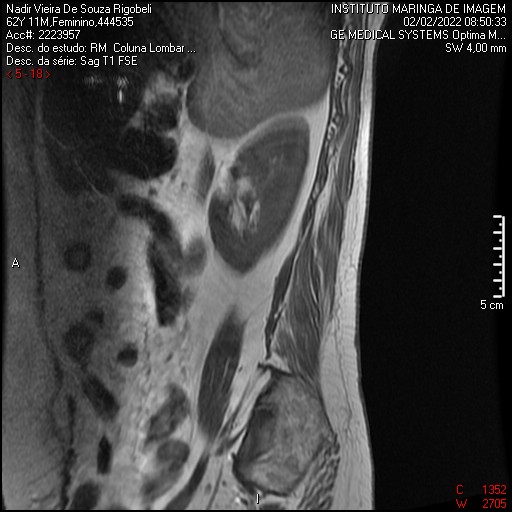 Nadir Vieira De Souza Rigobeli
62Y 11M,Feminino,444535
Acc#: 2223957
Desc. do estudo: RM Coluna Lombar ...
Desc. da série: Sag T1 FSE
<5-18>
INSTITUTO MARINGA DE IMAGEM
02/02/2022 08:50:33
GE MEDICAL SYSTEMS Optima M...
SW 4,00 mm
A
5 cm
C 1352
W 2705